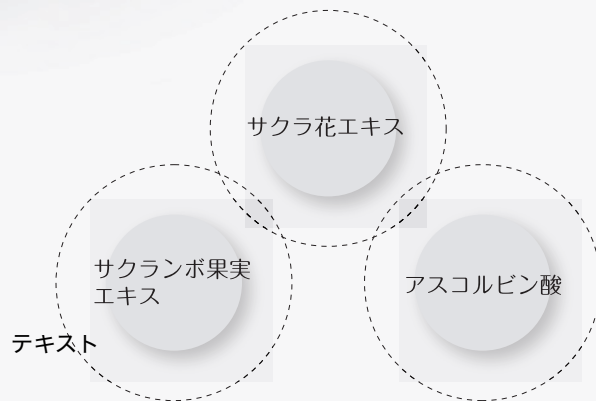 サクラ花エキス
サクランボ果実
エキス
アスコルビン酸
テキスト